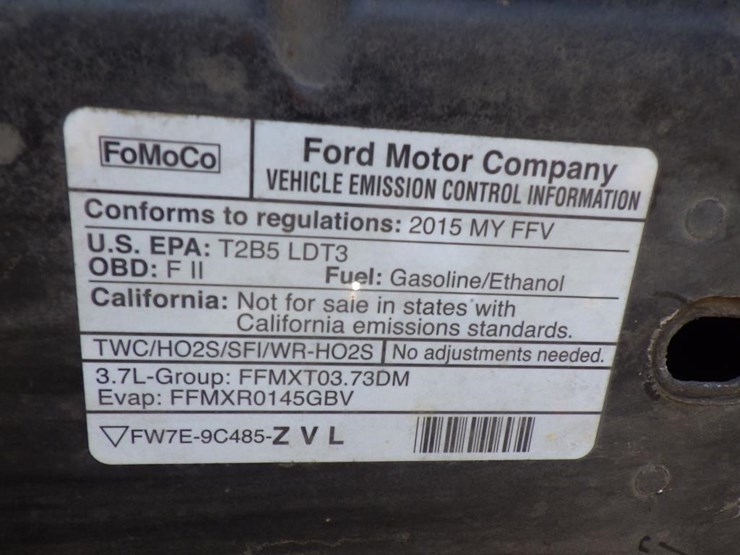 FoMoCo
Ford Motor Company
VEHICLE EMISSION CONTROL INFORMATION
Conforms to regulations: 2015 MY FFV
U.S. EPA: T2B5 LDT3
OBD: F II Fuel: Gasoline/Ethanol
California: Not for sale in states with
California emissions standards.
TWC/HO2S/SFI/WR-HO2S No adjustments needed.
3.7L-Group: FFMXT03.73DM
Evap: FFMXR0145GBV
FW7E-9C485-Z V L